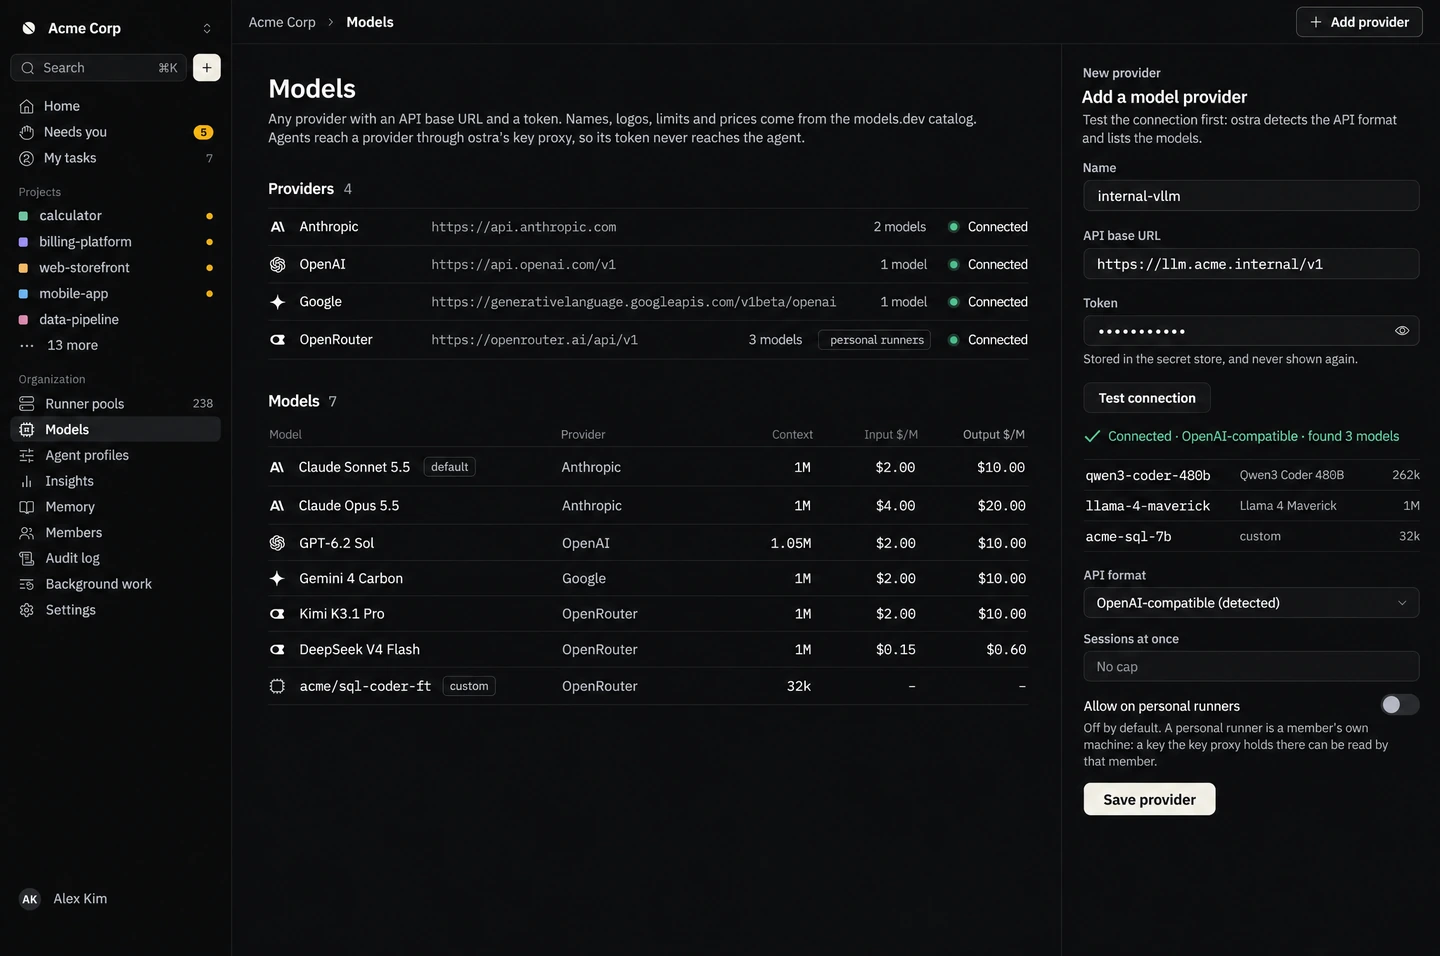 Acme Corp
Search ⌘K +
Home
Needs you 5
My tasks 7
Projects
calculator
billing-platform
web-storefront
mobile-app
data-pipeline
13 more
Organization
Runner pools 238
Models
Agent profiles
Insights
Memory
Members
Audit log
Background work
Settings
AK Alex Kim
Acme Corp › Models
+ Add provider
Models
Any provider with an API base URL and a token. Names, logos, limits and prices come from the models.dev catalog.
Agents reach a provider through ostra's key proxy, so its token never reaches the agent.
Providers 4
Anthropic https://api.anthropic.com 2 models Connected
OpenAI https://api.openai.com/v1 1 model Connected
Google https://generativelanguage.googleapis.com/v1beta/openai 1 model Connected
OpenRouter https://openrouter.ai/api/v1 3 models personal runners Connected
Models 7
Model Provider Context Input $/M Output $/M
Claude Sonnet 5.5 default Anthropic 1M $2.00 $10.00
Claude Opus 5.5 Anthropic 1M $4.00 $20.00
GPT-6.2 Sol OpenAI 1.05M $2.00 $10.00
Gemini 4 Carbon Google 1M $2.00 $10.00
Kimi K3.1 Pro OpenRouter 1M $2.00 $10.00
DeepSeek V4 Flash OpenRouter 1M $0.15 $0.60
acme/sql-coder-ft custom OpenRouter 32k – –
New provider
Add a model provider
Test the connection first: ostra detects the API format
and lists the models.
Name
internal-vllm
API base URL
https://llm.acme.internal/v1
Token
•••••••••••
Stored in the secret store, and never shown again.
Test connection
Connected · OpenAI-compatible · found 3 models
qwen3-coder-480b Qwen3 Coder 480B 262k
llama-4-maverick Llama 4 Maverick 1M
acme-sql-7b custom 32k
API format
OpenAI-compatible (detected)
Sessions at once
No cap
Allow on personal runners
Off by default. A personal runner is a member's own
machine: a key the key proxy holds there can be read by
that member.
Save provider